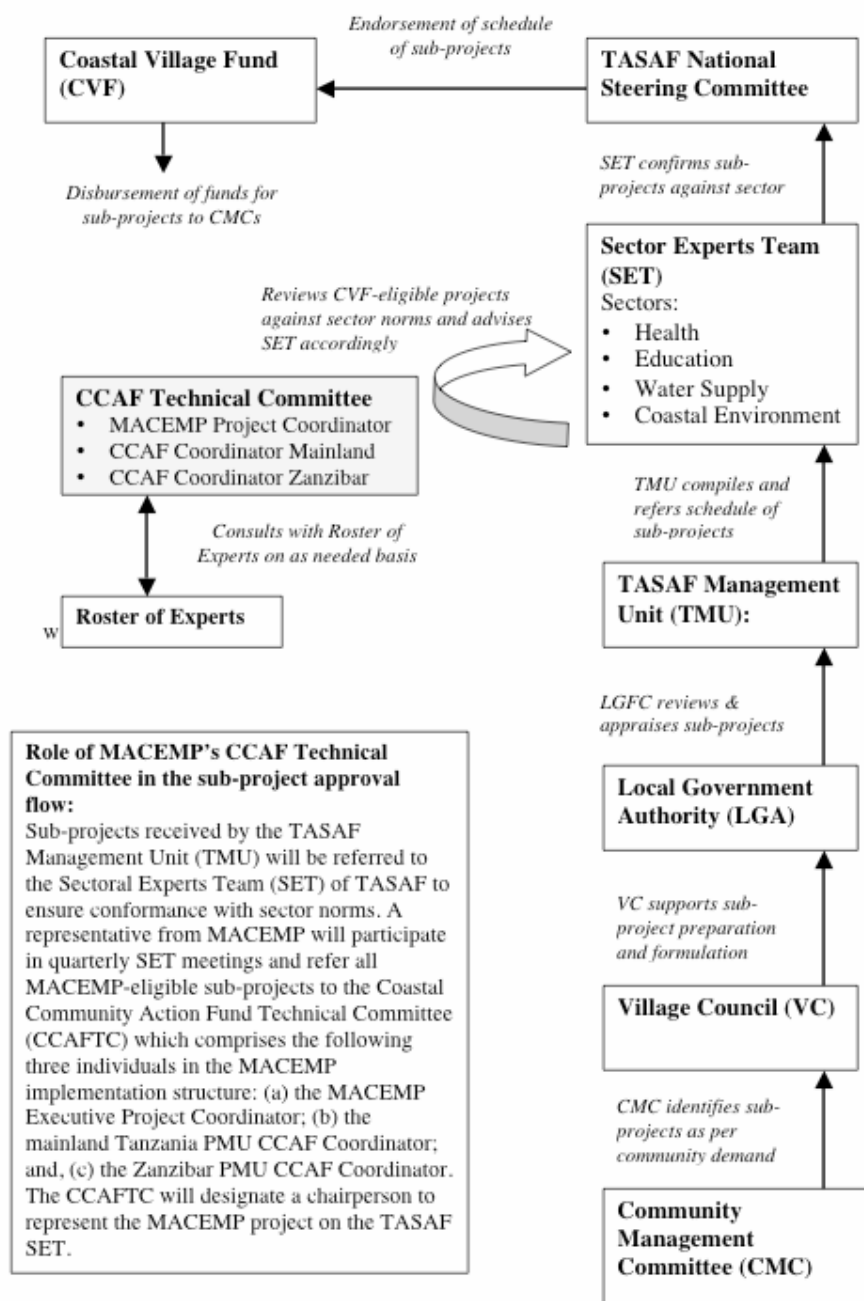 Endorsement of schedule
of sub-projects
Coastal Village Fund
(CVF)
TASAF National
Steering Committee
Disbursement of funds for
sub-projects to CMCs
SET confirms sub-
projects against sector
Sector Experts Team
(SET)
Sectors:
• Health
• Education
• Water Supply
• Coastal Environment
Reviews CVF-eligible projects
against sector norms and advises
SET accordingly
CCAF Technical Committee
• MACEMP Project Coordinator
• CCAF Coordinator Mainland
• CCAF Coordinator Zanzibar
TMU compiles and
refers schedule of
sub-projects
Consults with Roster of
Experts on as needed basis
TASAF Management
Unit (TMU):
w
Roster of Experts
LGFC reviews &
appraises sub-projects
Local Government
Authority (LGA)
VC supports sub-
project preparation
and formulation
Village Council (VC)
CMC identifies sub-
projects as per
community demand
Community
Management
Committee (CMC)
Role of MACEMP's CCAF Technical
Committee in the sub-project approval
flow:
Sub-projects received by the TASAF
Management Unit (TMU) will be referred to
the Sectoral Experts Team (SET) of TASAF to
ensure conformance with sector norms. A
representative from MACEMP will participate
in quarterly SET meetings and refer all
MACEMP-eligible sub-projects to the Coastal
Community Action Fund Technical Committee
(CCAFTC) which comprises the following
three individuals in the MACEMP
implementation structure: (a) the MACEMP
Executive Project Coordinator; (b) the
mainland Tanzania PMU CCAF Coordinator;
and, (c) the Zanzibar PMU CCAF Coordinator.
The CCAFTC will designate a chairperson to
represent the MACEMP project on the TASAF
SET.